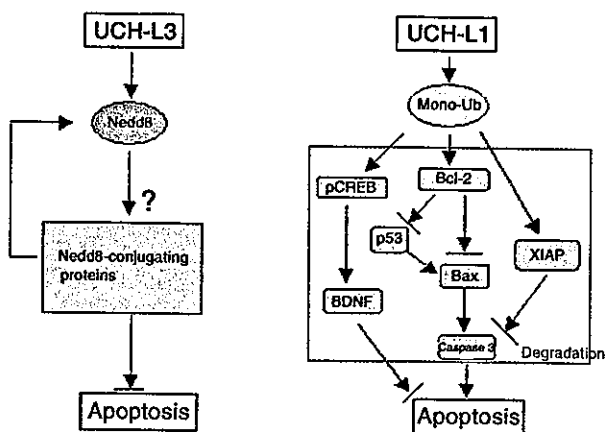 UCH-L3
Nedd8
?
Nedd8-conjugating
proteins
Apoptosis
UCH-L1
Mono-Ub
pCREB
Bcl-2
p53
XIAP
Bax
BDNF
Caspase 3
Degradation
Apoptosis